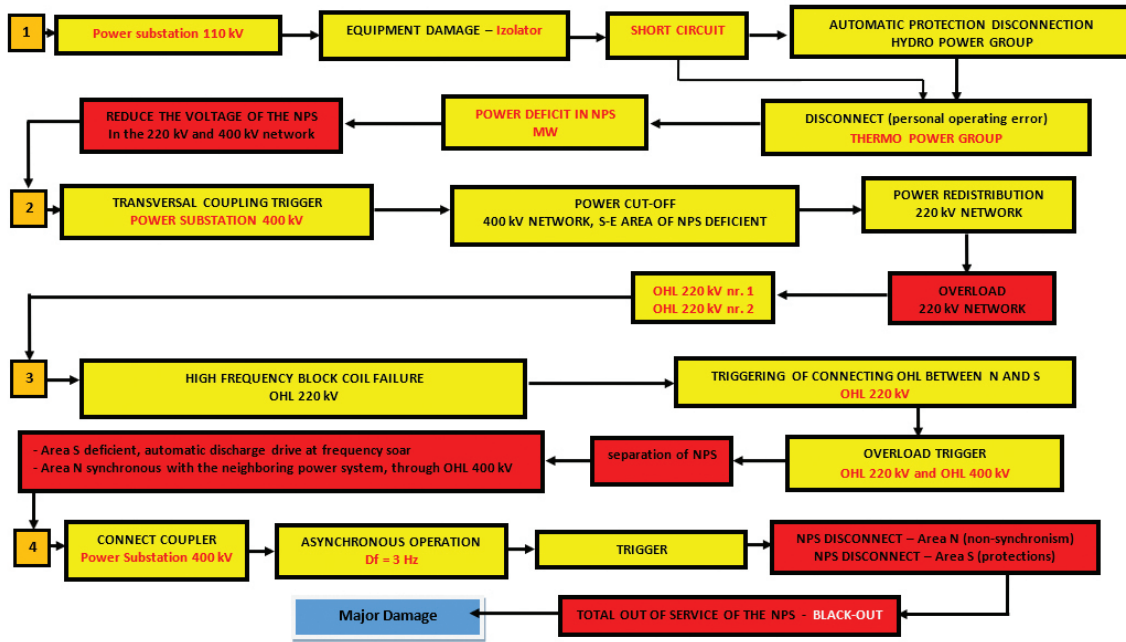 1
Power substation 110 kV
EQUIPMENT DAMAGE – Izolator
SHORT CIRCUIT
AUTOMATIC PROTECTION DISCONNECTION
HYDRO POWER GROUP
REDUCE THE VOLTAGE OF THE NPS
In the 220 kV and 400 kV network
POWER DEFICIT IN NPS
MW
DISCONNECT (personal operating error)
THERMO POWER GROUP
2
TRANSVERSAL COUPLING TRIGGER
POWER SUBSTATION 400 kV
POWER CUT-OFF
400 kV NETWORK, S-E AREA OF NPS DEFICIENT
POWER REDISTRIBUTION
220 kV NETWORK
OHL 220 kV nr. 1
OHL 220 kV nr. 2
OVERLOAD
220 kV NETWORK
3
HIGH FREQUENCY BLOCK COIL FAILURE
OHL 220 kV
TRIGGERING OF CONNECTING OHL BETWEEN N AND S
OHL 220 kV
- Area S deficient, automatic discharge drive at frequency soar
- Area N synchronous with the neighboring power system, through OHL 400 kV
separation of NPS
OVERLOAD TRIGGER
OHL 220 kV and OHL 400 kV
4
CONNECT COUPLER
Power Substation 400 kV
ASYNCHRONOUS OPERATION
Df = 3 Hz
TRIGGER
NPS DISCONNECT – Area N (non-synchronism)
NPS DISCONNECT – Area S (protections)
Major Damage
TOTAL OUT OF SERVICE OF THE NPS - BLACK-OUT